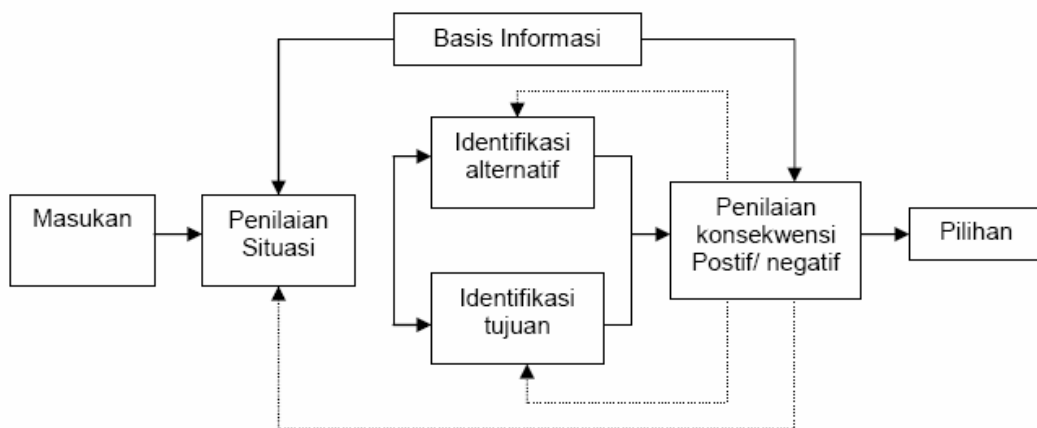 Basis Informasi
Identifikasi
alternatif
Masukan
Penilaian
Situasi
Penilaian
konsekwensi
Postif/ negatif
Pilihan
Identifikasi
tujuan